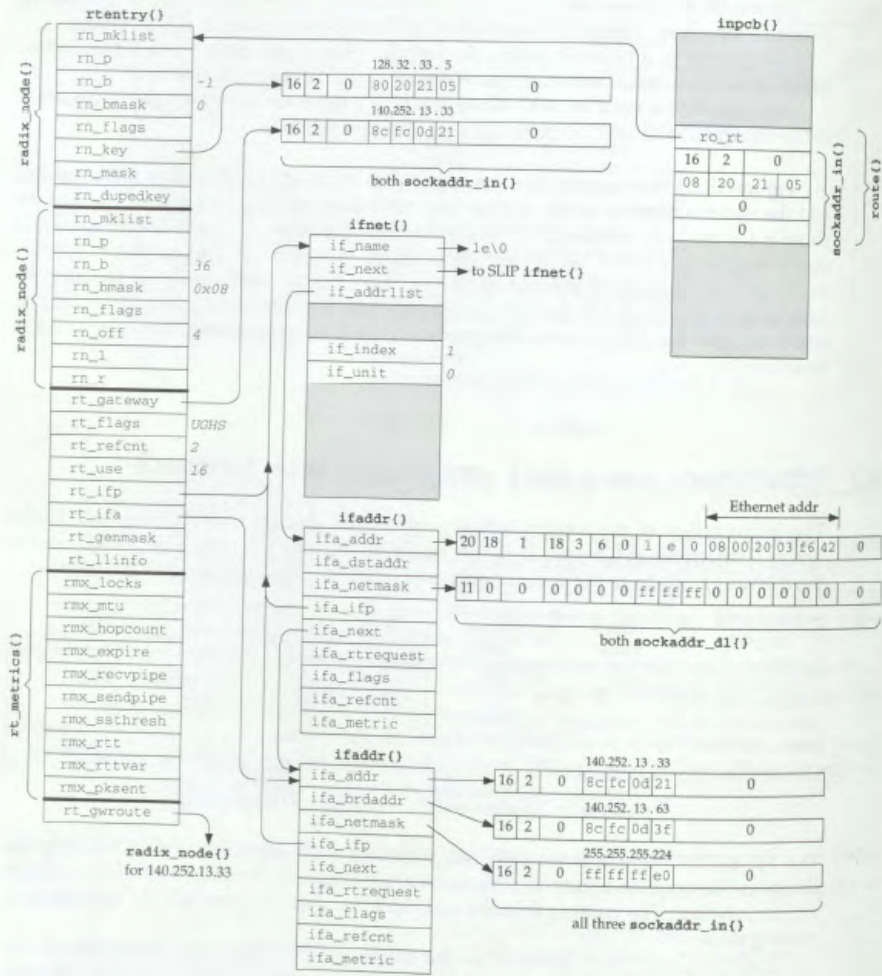 rtentry{}
radix_node{}
rn_mklist
rn_p
rn_b -1
rn_bmask 0
rn_flags
rn_key
rn_mask
rn_dupedkey
radix_node{}
rn_mklist
rn_p
rn_b 36
rn_bmask 0x08
rn_flags
rn_off 4
rn_l
rn_r
rt_gateway
rt_flags UGHS
rt_refcnt 2
rt_use 16
rt_ifp
rt_ifa
rt_genmask
rt_llinfo
rt_metrics{}
rmx_locks
rmx_mtu
rmx_hopcount
rmx_expire
rmx_recvpipe
rmx_sendpipe
rmx_ssthresh
rmx_rtt
rmx_rttvar
rmx_pksent
rt_gwroute
radix_node{}
for 140.252.13.33
128.32.33.5
16 2 0 80 20 21 05 0
140.252.13.33
16 2 0 8c fc 0d 21 0
both sockaddr_in{}
inpcb{}
ro_rt
16 2 0
08 20 21 05
0
0
sockaddr_in{}
route{}
ifnet{}
if_name le\0
if_next to SLIP ifnet{}
if_addrlist
if_index 1
if_unit 0
ifaddr{}
ifa_addr
ifa_dstaddr
ifa_netmask
ifa_ifp
ifa_next
ifa_rtrequest
ifa_flags
ifa_refcnt
ifa_metric
Ethernet addr
20 18 1 18 3 6 0 l e 0 08 00 20 03 f6 42 0
11 0 0 0 0 0 0 ff ff ff 0 0 0 0 0 0 0
both sockaddr_dl{}
ifaddr{}
ifa_addr
ifa_brdaddr
ifa_netmask
ifa_ifp
ifa_next
ifa_rtrequest
ifa_flags
ifa_refcnt
ifa_metric
140.252.13.33
16 2 0 8c fc 0d 21 0
140.252.13.63
16 2 0 8c fc 0d 3f 0
255.255.255.224
16 2 0 ff ff ff e0 0
all three sockaddr_in{}